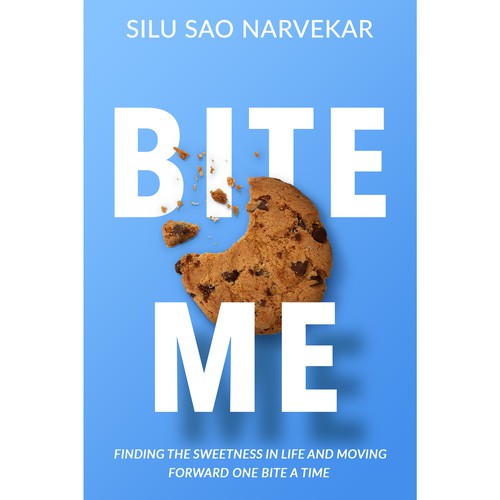 SILU SAO NARVEKAR
BITE
ME
FINDING THE SWEETNESS IN LIFE AND MOVING
FORWARD ONE BITE A TIME